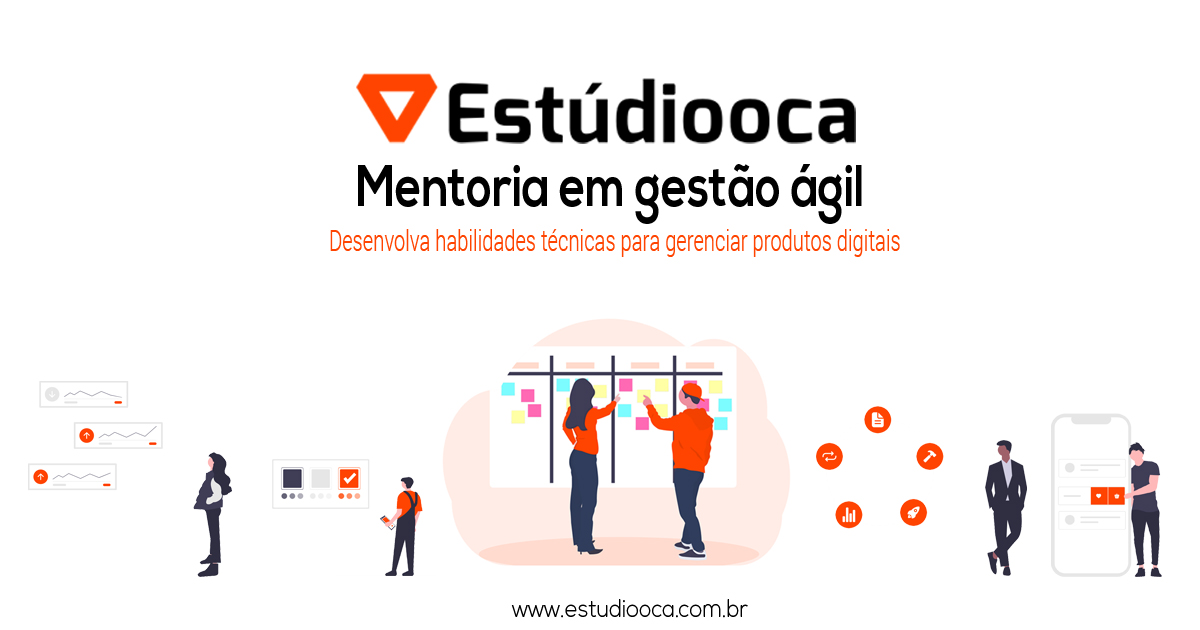 Estúdiooca
Mentoria em gestão ágil
Desenvolva habilidades técnicas para gerenciar produtos digitais
www.estudiooca.com.br